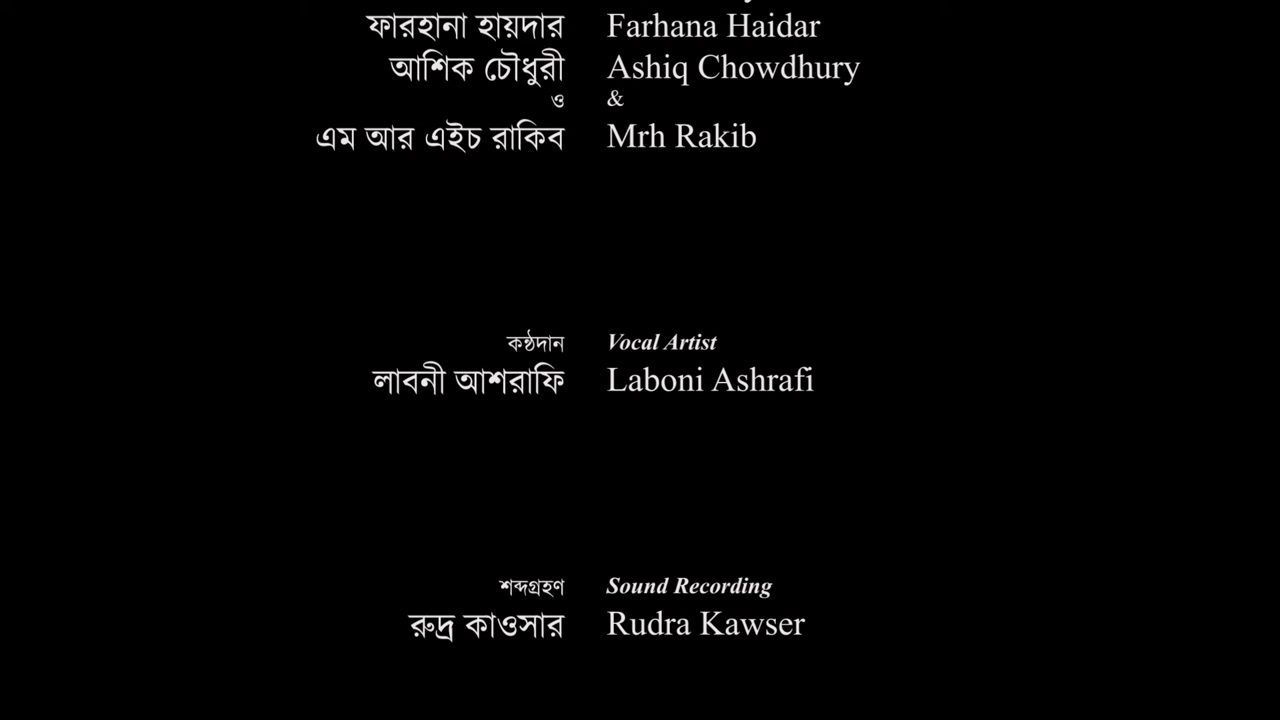 ফারহানা হায়দার Farhana Haidar
আশিক চৌধুরী Ashiq Chowdhury
ও &
এম আর এইচ রাকিব Mrh Rakib
কন্ঠদান Vocal Artist
লাবনী আশরাফি Laboni Ashrafi
শব্দগ্রহণ Sound Recording
রুদ্র কাওসার Rudra Kawser